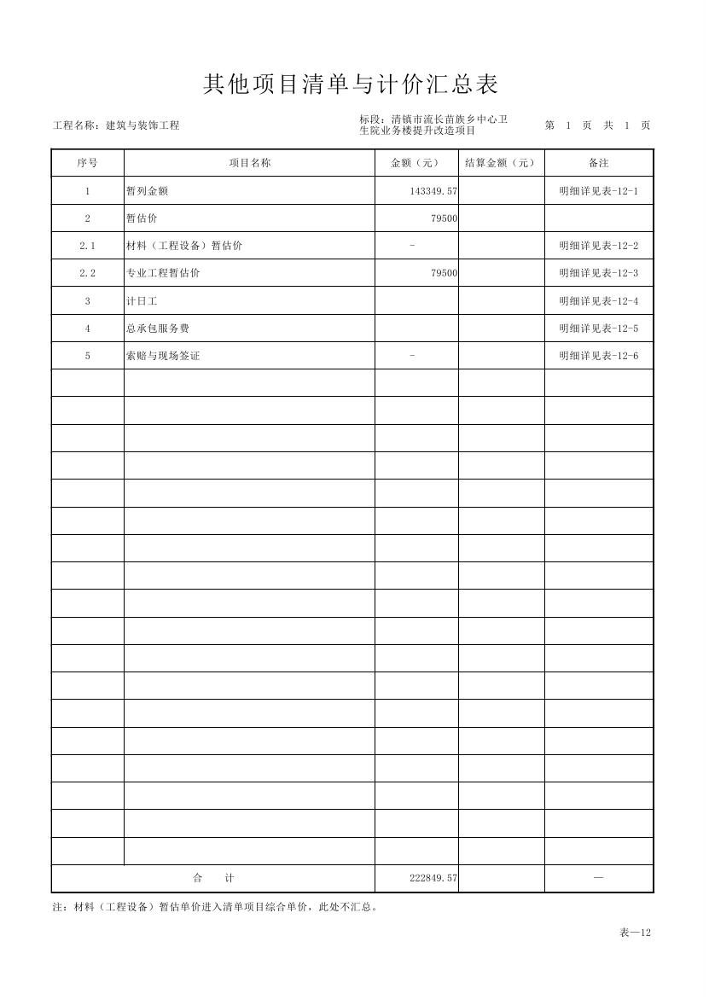 其他项目清单与计价汇总表
工程名称：建筑与装饰工程
标段：清镇市流长苗族乡中心卫
生院业务楼提升改造项目
第 1 页 共 1 页
序号 项目名称 金额（元） 结算金额（元） 备注
1 暂列金额 143349.57 明细详见表-12-1
2 暂估价 79500
2.1 材料（工程设备）暂估价 - 明细详见表-12-2
2.2 专业工程暂估价 79500 明细详见表-12-3
3 计日工 明细详见表-12-4
4 总承包服务费 明细详见表-12-5
5 索赔与现场签证 - 明细详见表-12-6
合 计 222849.57 —
注：材料（工程设备）暂估单价进入清单项目综合单价，此处不汇总。
表—12